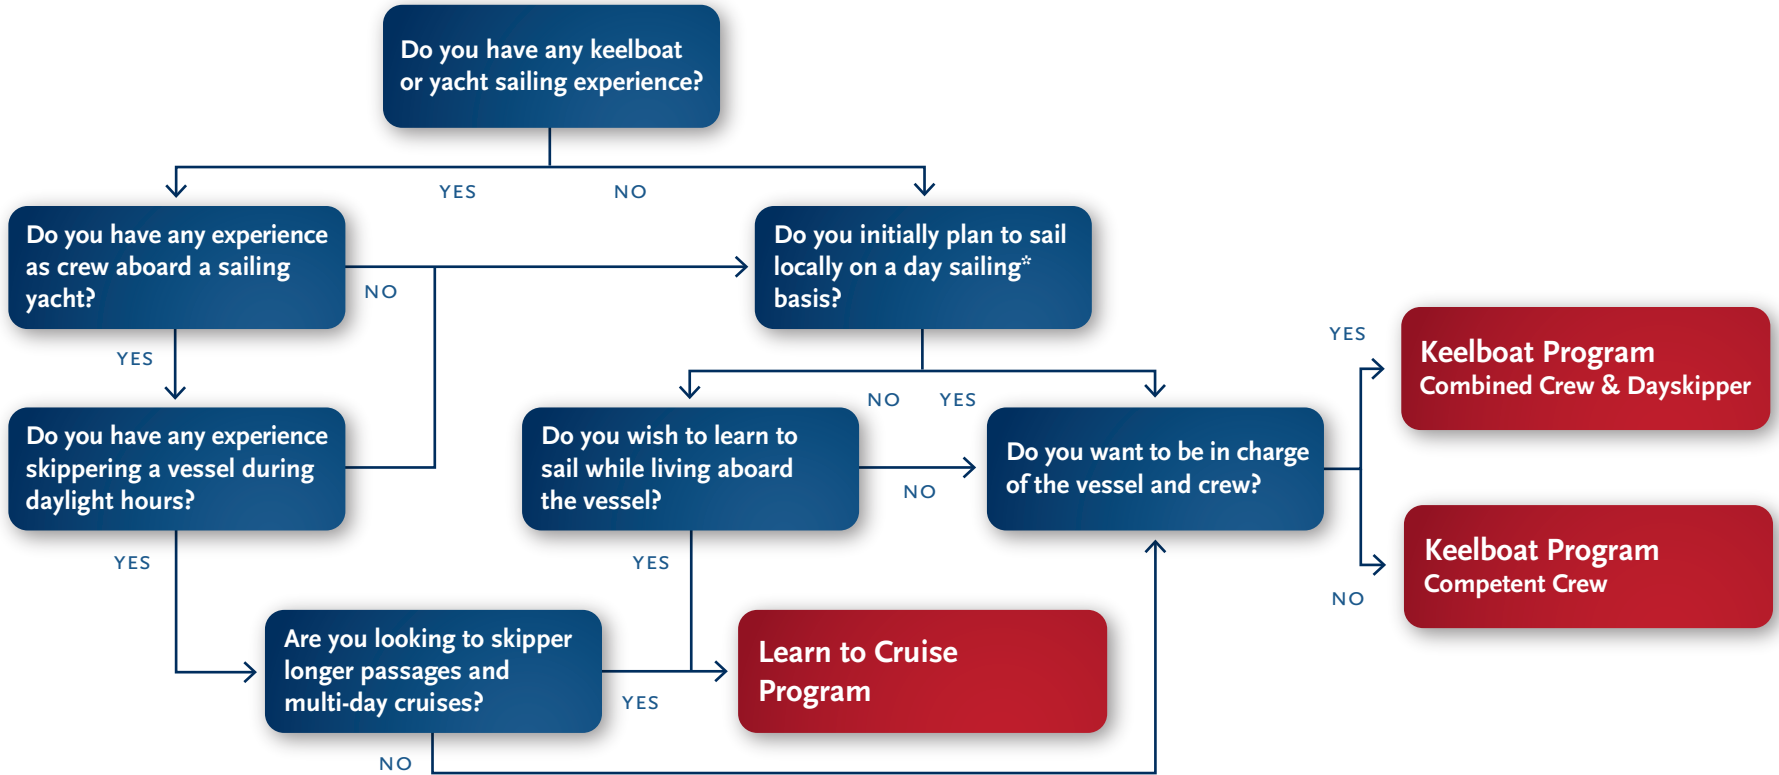 Do you have any keelboat
or yacht sailing experience?
YES
NO
Do you have any experience
as crew aboard a sailing
yacht?
NO
Do you initially plan to sail
locally on a day sailing*
basis?
YES
NO
YES
YES
Keelboat Program
Combined Crew & Dayskipper
Do you have any experience
skippering a vessel during
daylight hours?
Do you wish to learn to
sail while living aboard
the vessel?
NO
Do you want to be in charge
of the vessel and crew?
YES
YES
NO
Keelboat Program
Competent Crew
Are you looking to skipper
longer passages and
multi-day cruises?
YES
Learn to Cruise
Program
NO